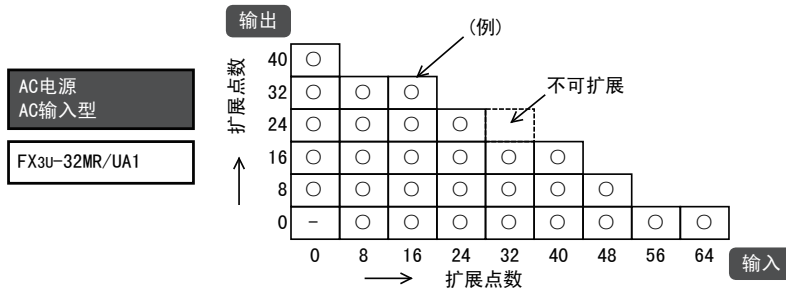 输出
(例)
AC电源
AC输入型
FX3U-32MR/UA1
扩展点数
不可扩展
40 ○
32 ○ ○ ○
24 ○ ○ ○ ○
16 ○ ○ ○ ○ ○ ○
8 ○ ○ ○ ○ ○ ○ ○
0 - ○ ○ ○ ○ ○ ○ ○ ○
0 8 16 24 32 40 48 56 64
输入
扩展点数